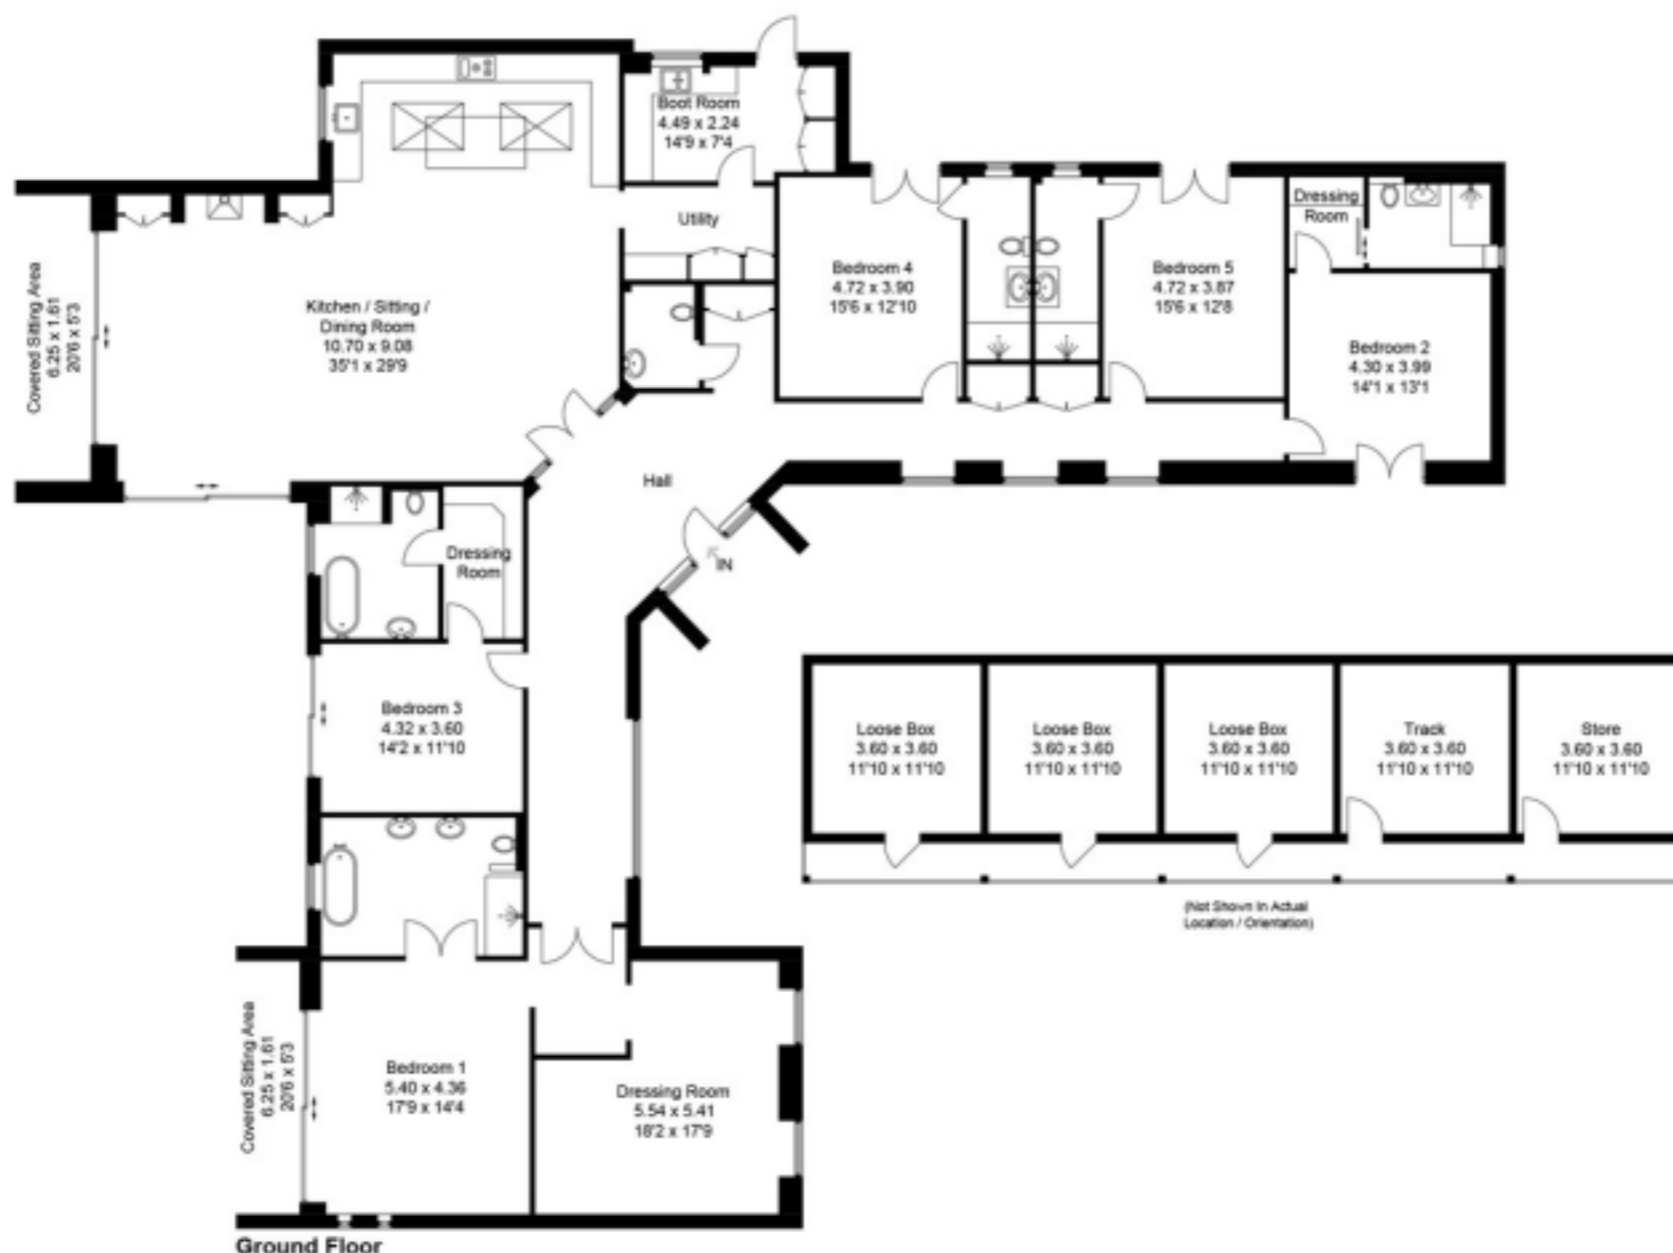 Boot Room
4.49 x 2.24
14'9 x 7'4
Utility
Kitchen / Sitting /
Dining Room
10.70 x 9.08
35'1 x 29'9
Covered Sitting Area
6.25 x 1.61
20'6 x 5'3
Bedroom 4
4.72 x 3.90
15'6 x 12'10
Bedroom 5
4.72 x 3.87
15'6 x 12'8
Dressing
Room
Bedroom 2
4.30 x 3.99
14'1 x 13'1
Hall
IN
Dressing
Room
Bedroom 3
4.32 x 3.60
14'2 x 11'10
Loose Box
3.60 x 3.60
11'10 x 11'10
Loose Box
3.60 x 3.60
11'10 x 11'10
Loose Box
3.60 x 3.60
11'10 x 11'10
Track
3.60 x 3.60
11'10 x 11'10
Store
3.60 x 3.60
11'10 x 11'10
(Not Shown In Actual
Location / Orientation)
Covered Sitting Area
6.25 x 1.61
20'6 x 5'3
Bedroom 1
5.40 x 4.36
17'9 x 14'4
Dressing Room
5.54 x 5.41
18'2 x 17'9
Ground Floor